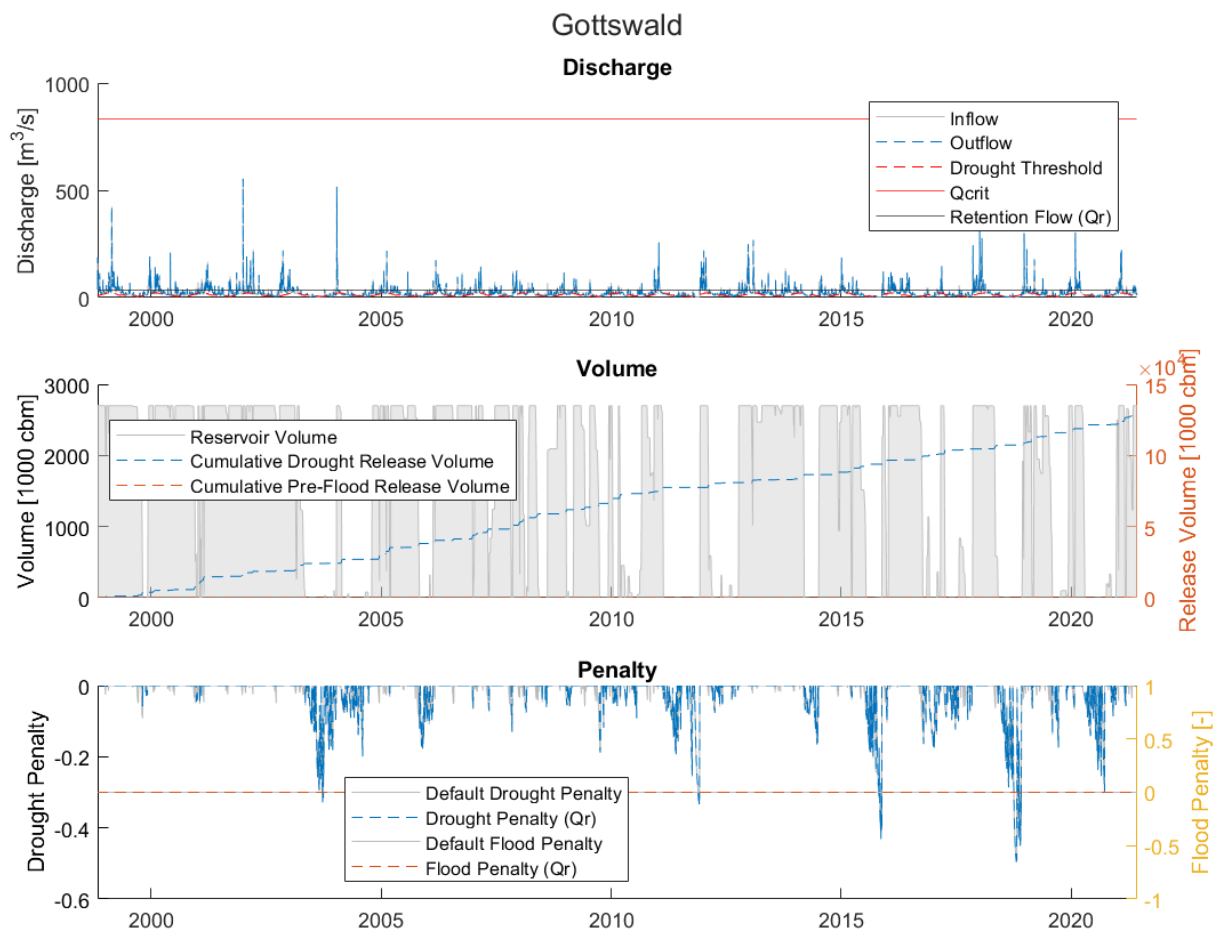 Gottswald
Discharge
Discharge [m³/s]
1000
500
0
Inflow
Outflow
Drought Threshold
Qcrit
Retention Flow (Qr)
2000 2005 2010 2015 2020
Volume
Volume [1000 cbm]
3000
2000
1000
0
Reservoir Volume
Cumulative Drought Release Volume
Cumulative Pre-Flood Release Volume
×10⁴
15
10
5
0
Release Volume [1000 cbm]
2000 2005 2010 2015 2020
Penalty
Drought Penalty
0
-0.2
-0.4
-0.6
Default Drought Penalty
Drought Penalty (Qr)
Default Flood Penalty
Flood Penalty (Qr)
1
0.5
0
-0.5
-1
Flood Penalty [-]
2000 2005 2010 2015 2020